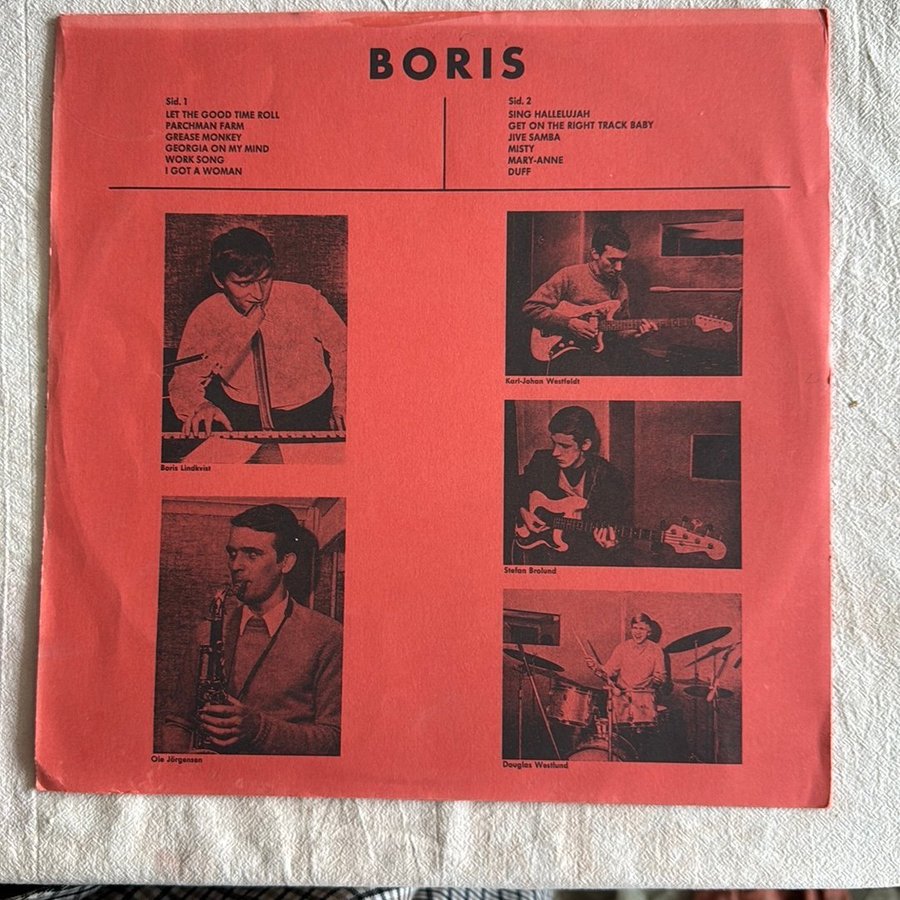 BORIS
Sid. 1
LET THE GOOD TIME ROLL
PARCHMAN FARM
GREASE MONKEY
GEORGIA ON MY MIND
WORK SONG
I GOT A WOMAN
Sid. 2
SING HALLELUJAH
GET ON THE RIGHT TRACK BABY
JIVE SAMBA
MISTY
MARY-ANNE
DUFF
Boris Lindkvist
Ole Jörgensen
Karl-Johan Westfeldt
Stefan Brolund
Douglas Westlund